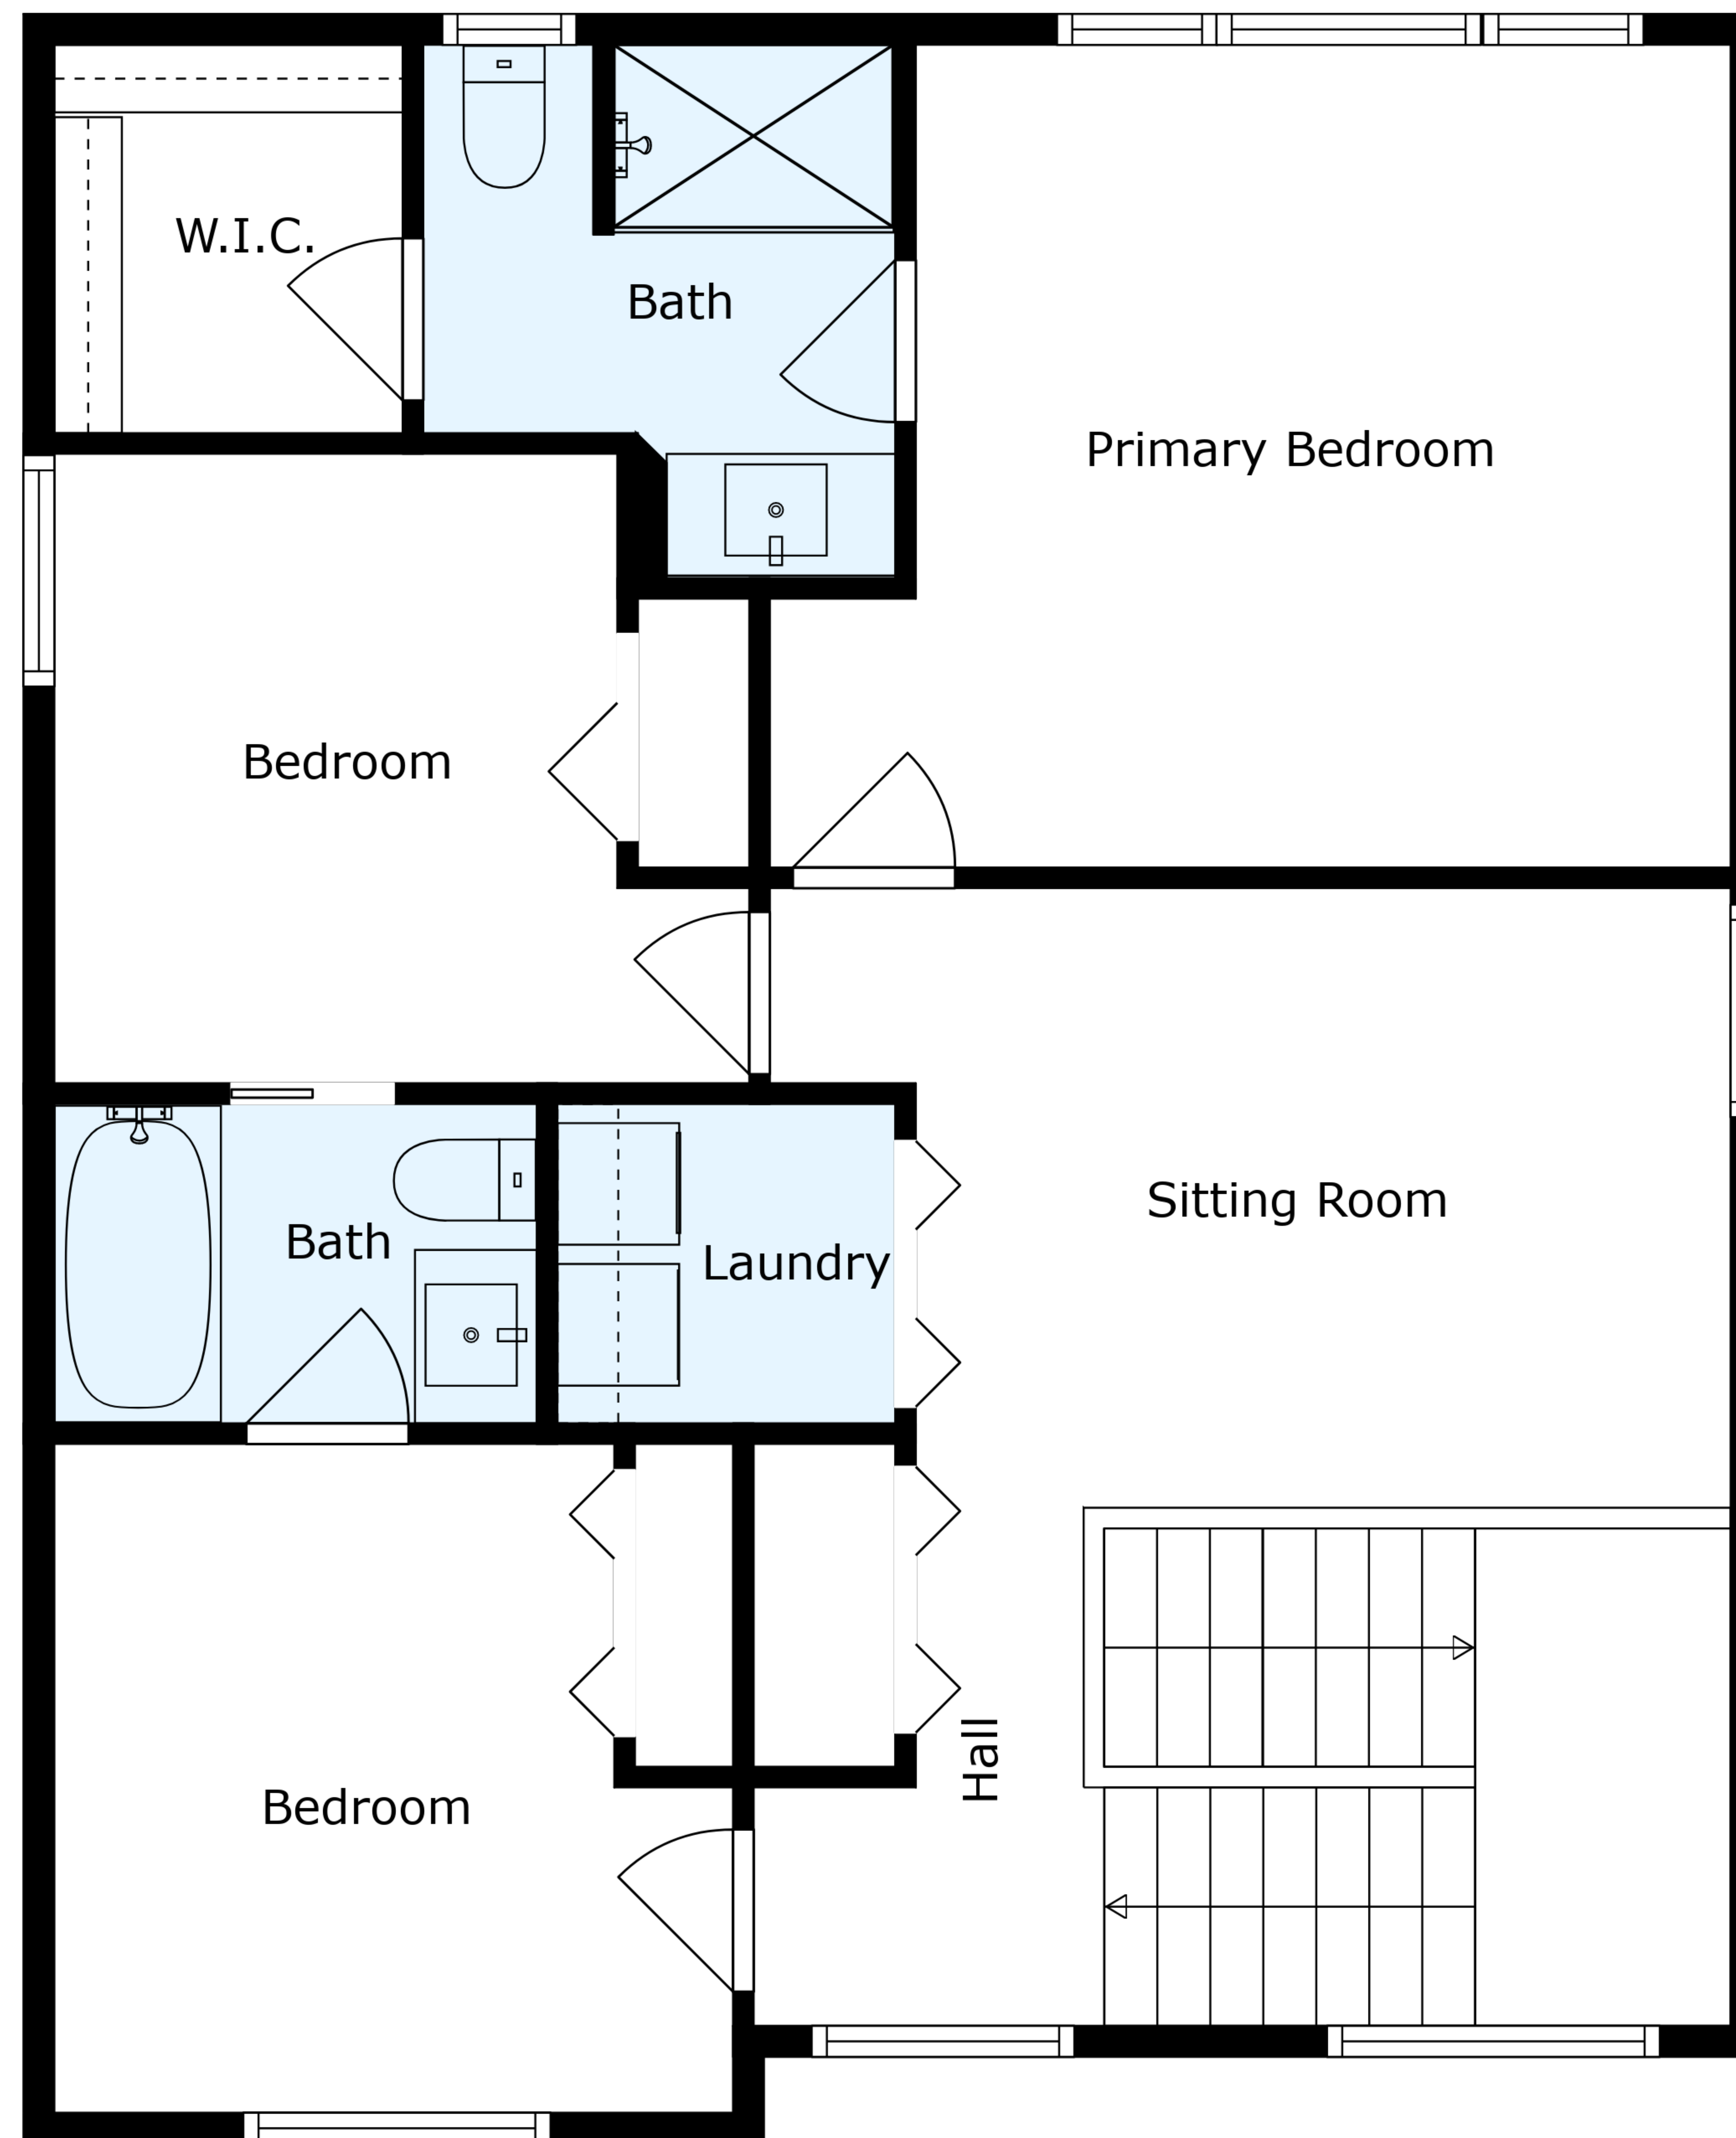 W.I.C.
Bath
Primary Bedroom
Bedroom
Sitting Room
Bath
Laundry
Hall
Bedroom